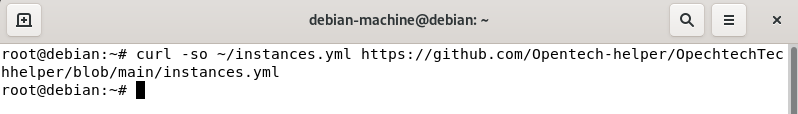 debian-machine@debian: ~
root@debian:~# curl -so ~/instances.yml https://github.com/Opentech-helper/OpechtechTec
hhelper/blob/main/instances.yml
root@debian:~#